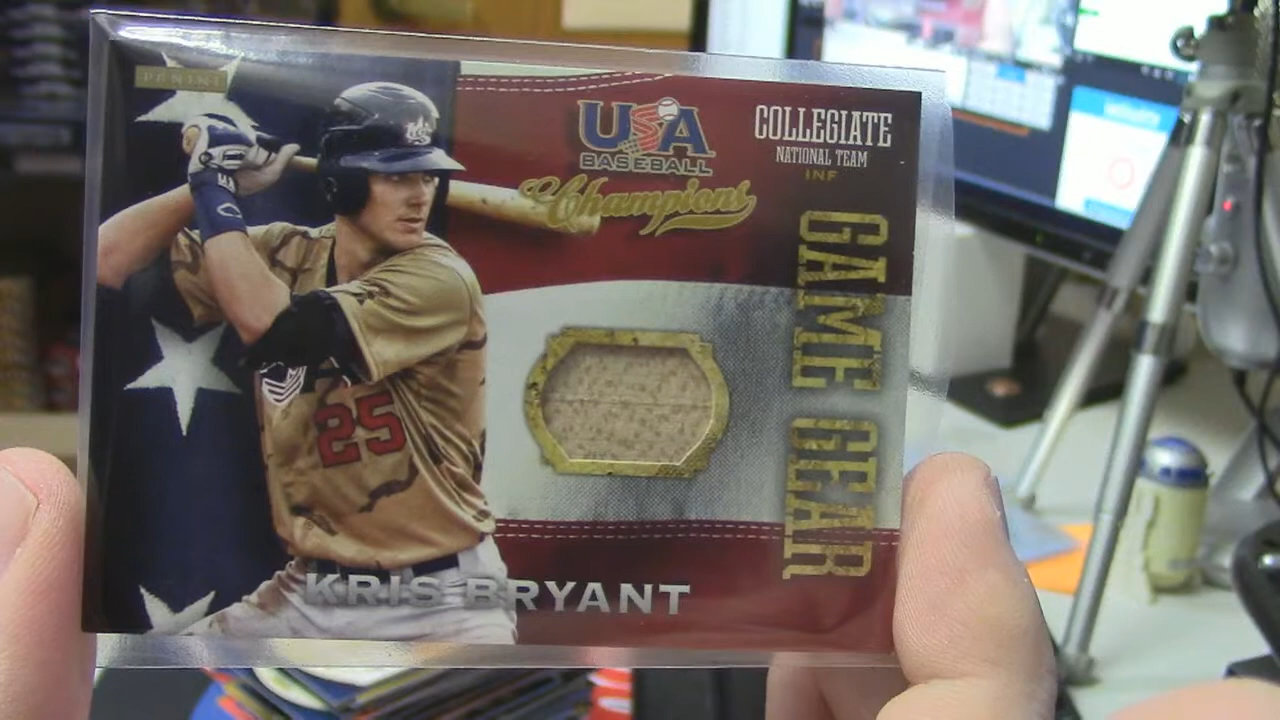 PANINI
USA
BASEBALL
Champions
COLLEGIATE
NATIONAL TEAM
INF
GAME GEAR
25
KRIS BRYANT